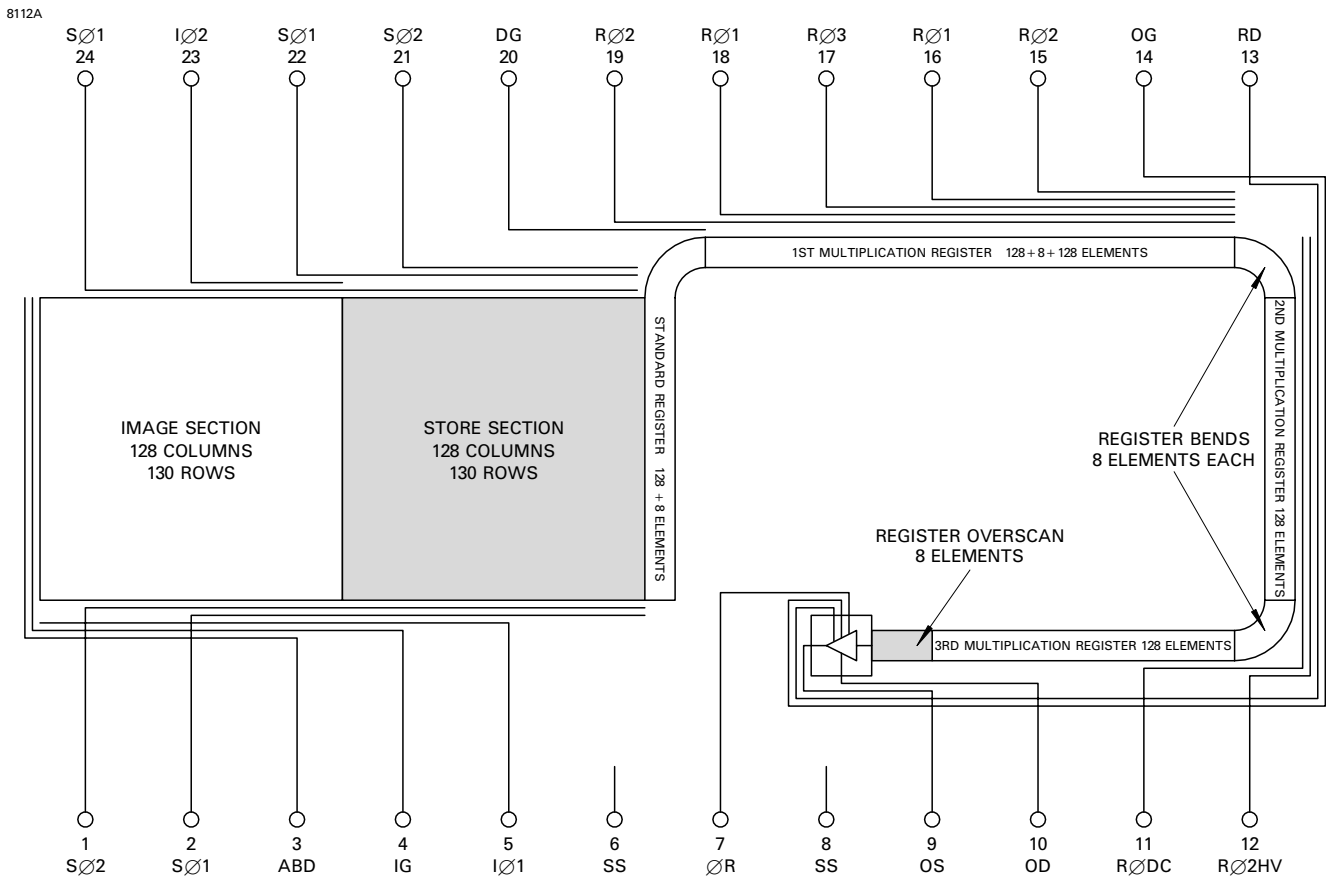 8112A
SØ1 IØ2 SØ1 SØ2 DG RØ2 RØ1 RØ3 RØ1 RØ2 OG RD
24 23 22 21 20 19 18 17 16 15 14 13
1ST MULTIPLICATION REGISTER 128+8+128 ELEMENTS
STANDARD REGISTER 128 + 8 ELEMENTS
2ND MULTIPLICATION REGISTER 128 ELEMENTS
IMAGE SECTION
128 COLUMNS
130 ROWS
STORE SECTION
128 COLUMNS
130 ROWS
REGISTER BENDS
8 ELEMENTS EACH
REGISTER OVERSCAN
8 ELEMENTS
3RD MULTIPLICATION REGISTER 128 ELEMENTS
1 2 3 4 5 6 7 8 9 10 11 12
SØ2 SØ1 ABD IG IØ1 SS ØR SS OS OD RØDC RØ2HV